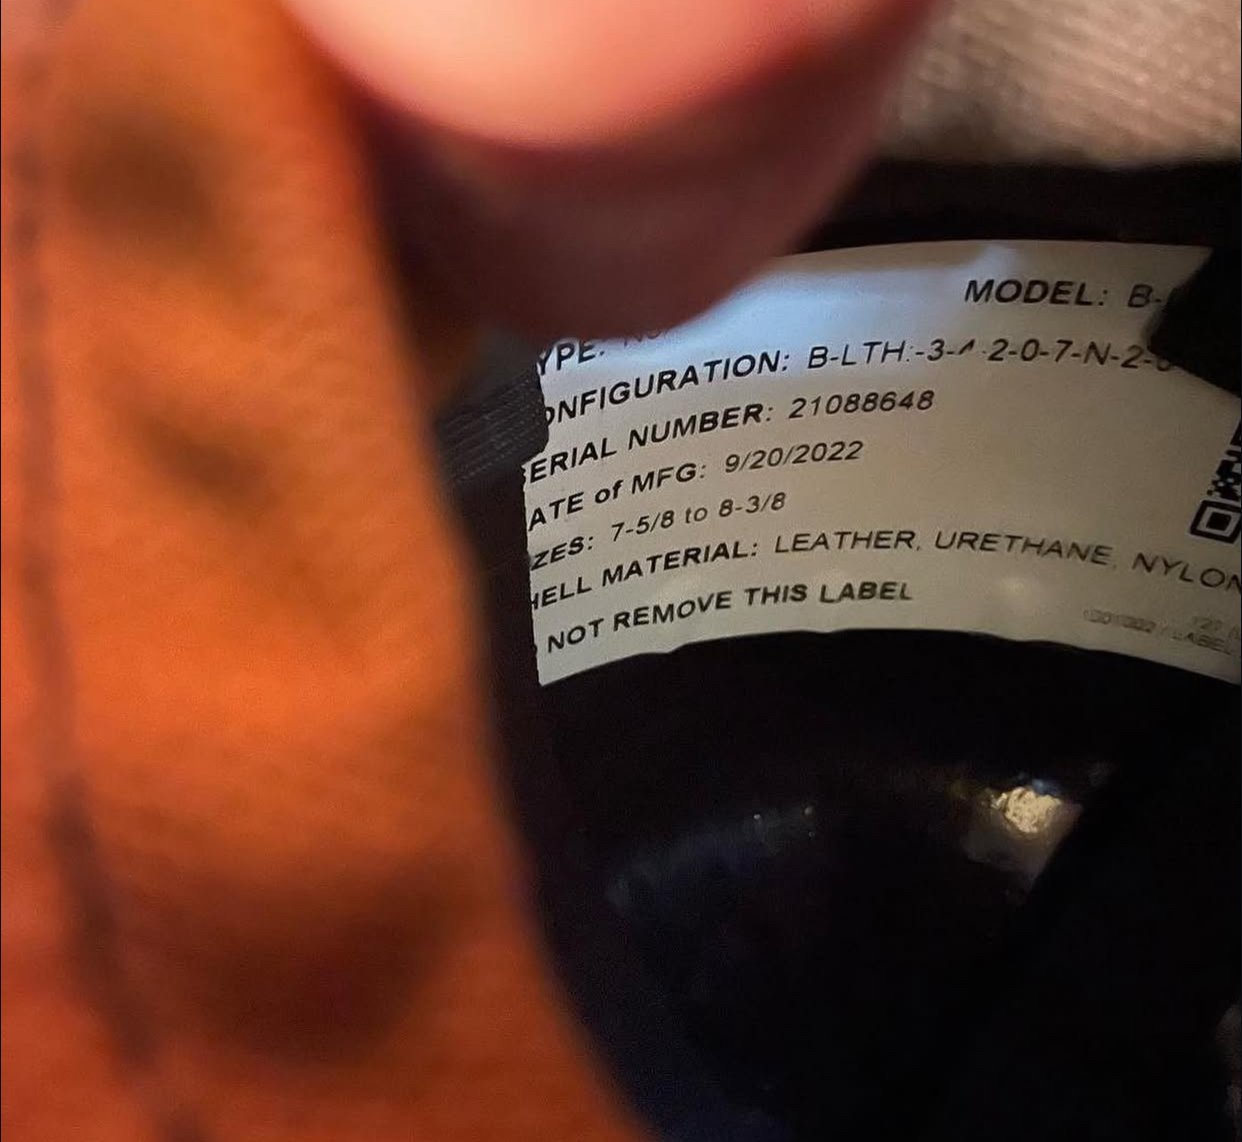 MODEL: B-
YPE:
ONFIGURATION: B-LTH:-3- 2-0-7-N-2-
ERIAL NUMBER: 21088648
ATE of MFG: 9/20/2022
ZES: 7-5/8 to 8-3/8
HELL MATERIAL: LEATHER, URETHANE, NYLON
NOT REMOVE THIS LABEL